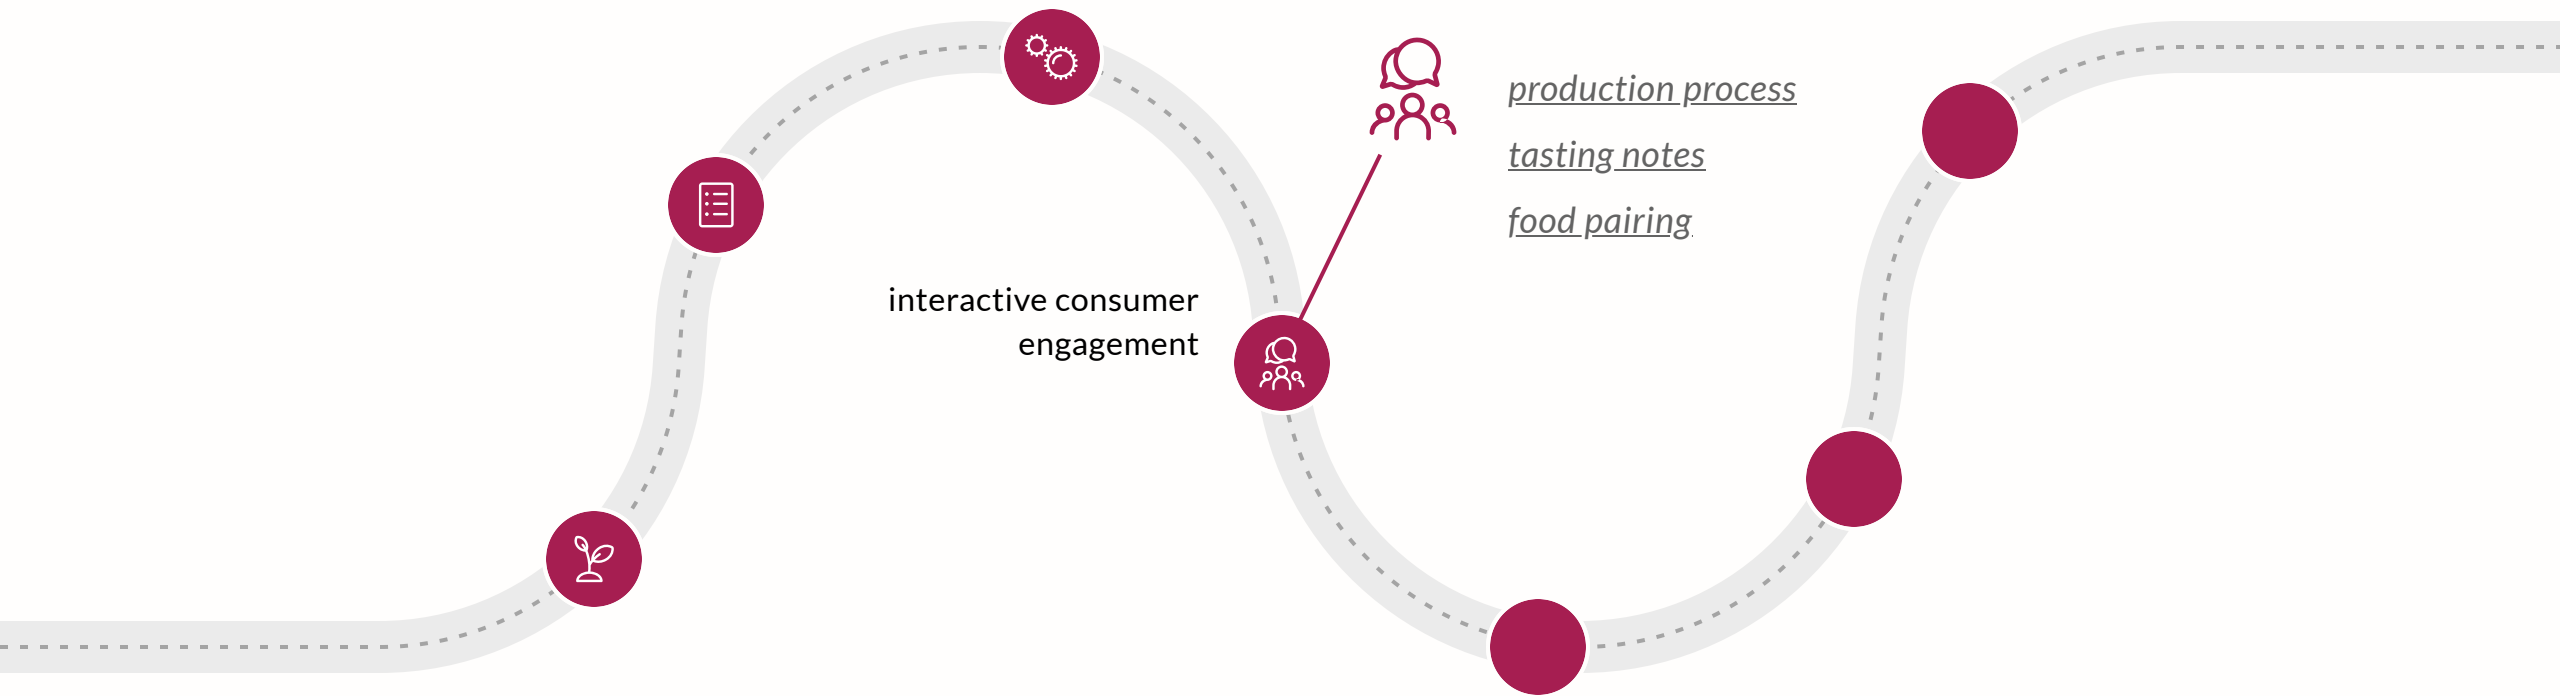 interactive consumer
engagement
production process
tasting notes
food pairing